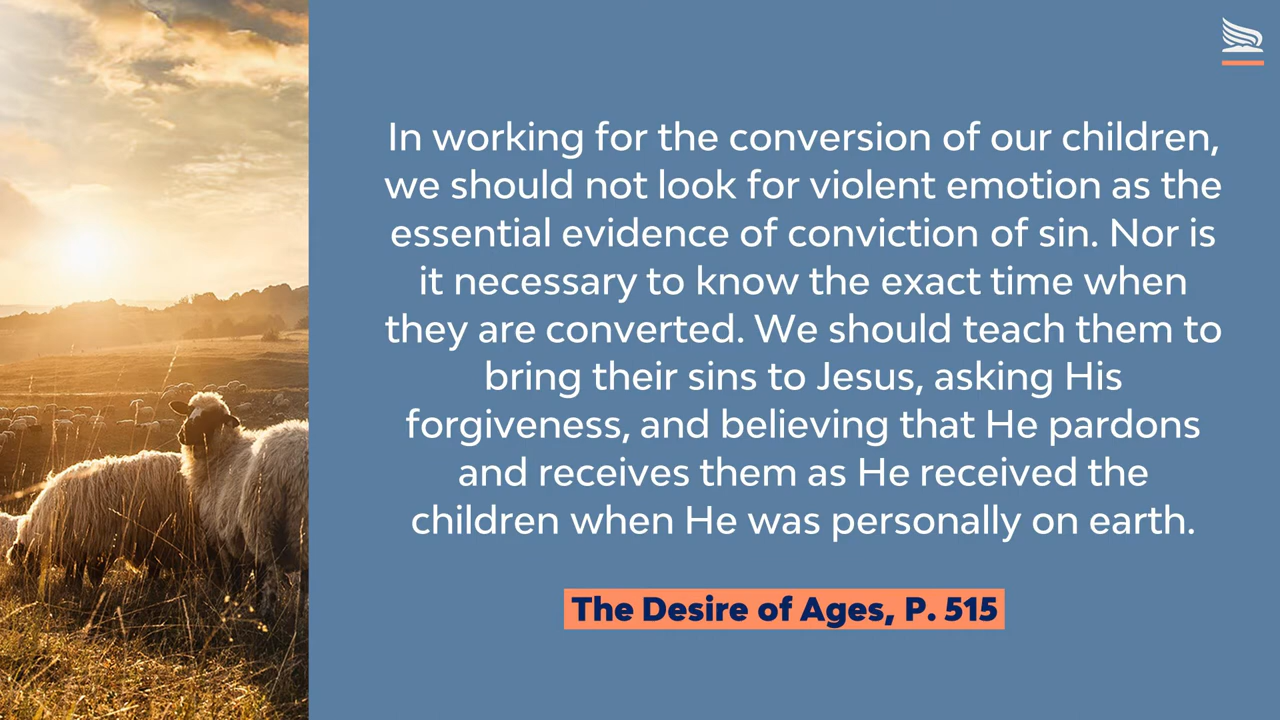 In working for the conversion of our children,
we should not look for violent emotion as the
essential evidence of conviction of sin. Nor is
it necessary to know the exact time when
they are converted. We should teach them to
bring their sins to Jesus, asking His
forgiveness, and believing that He pardons
and receives them as He received the
children when He was personally on earth.
The Desire of Ages, P. 515